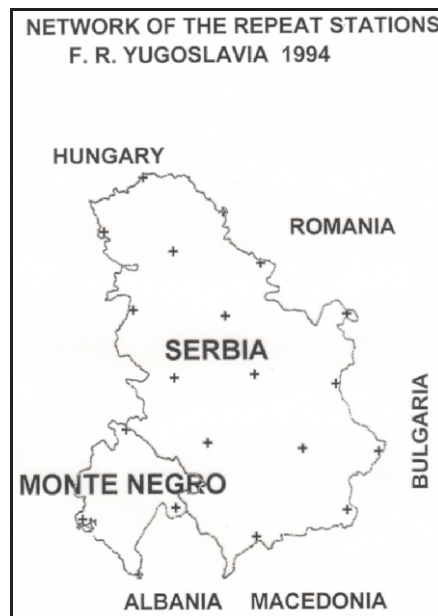 NETWORK OF THE REPEAT STATIONS
F. R. YUGOSLAVIA 1994
HUNGARY
ROMANIA
SERBIA
BULGARIA
MONTE NEGRO
ALBANIA MACEDONIA